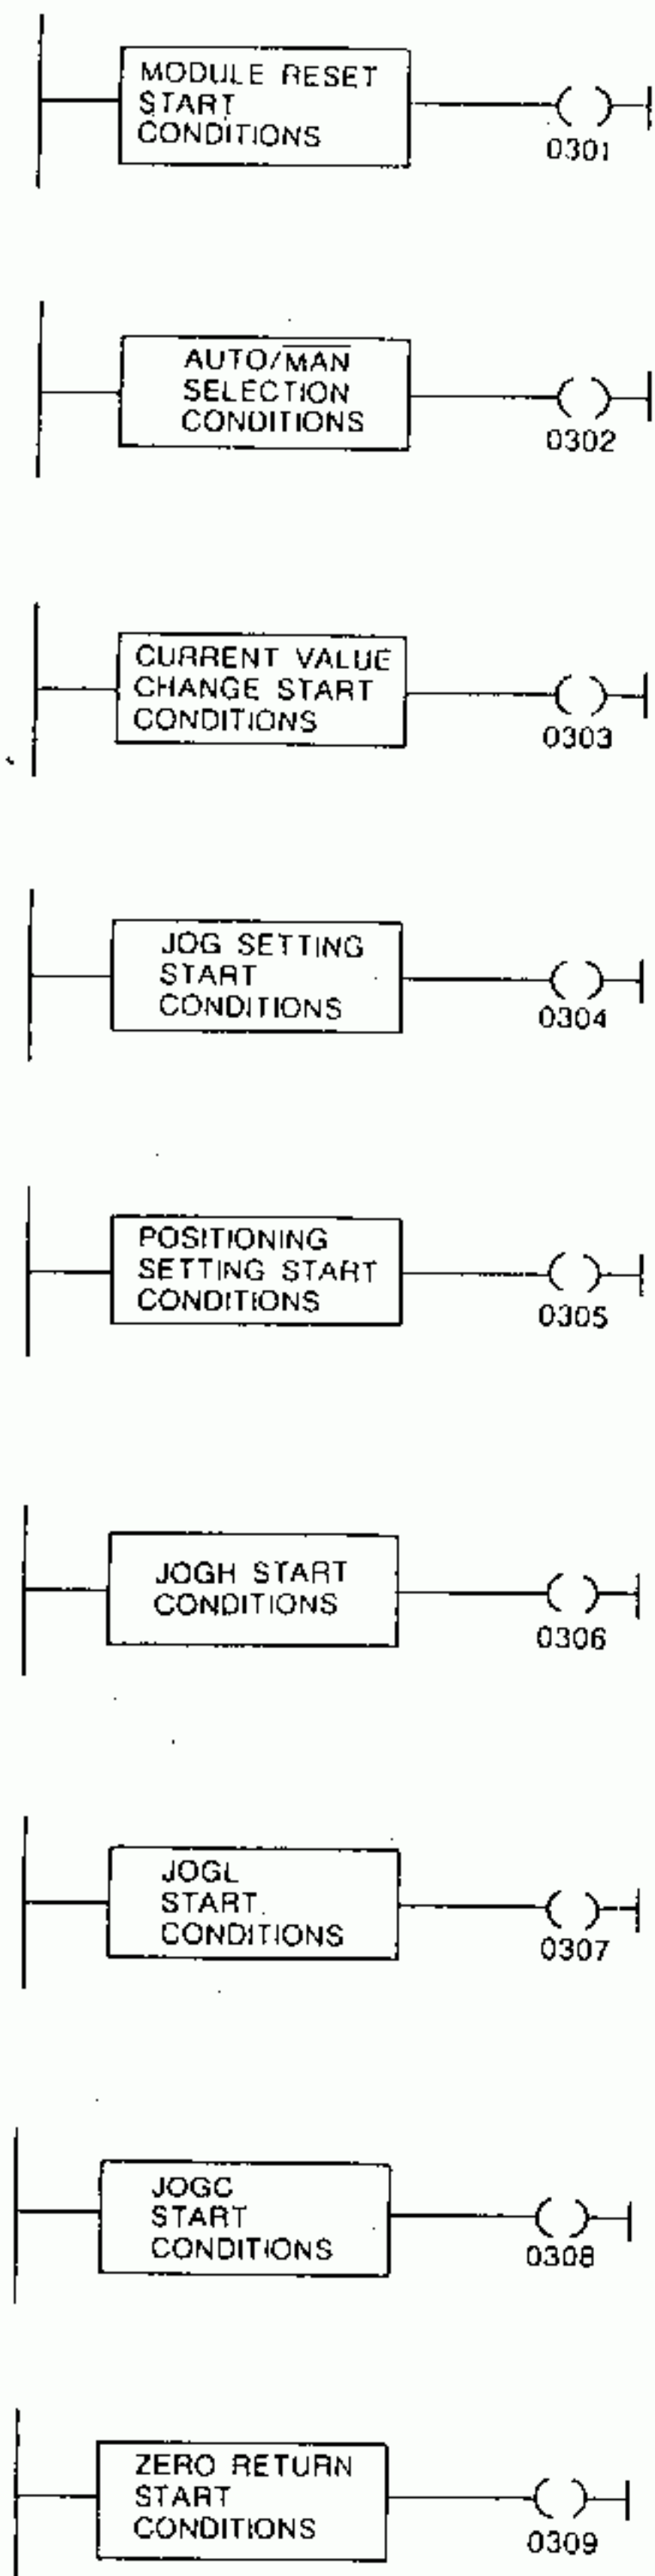 MODULE RESET
START
CONDITIONS
0301
AUTO/MAN
SELECTION
CONDITIONS
0302
CURRENT VALUE
CHANGE START
CONDITIONS
0303
JOG SETTING
START
CONDITIONS
0304
POSITIONING
SETTING START
CONDITIONS
0305
JOGH START
CONDITIONS
0306
JOGL
START
CONDITIONS
0307
JOGC
START
CONDITIONS
0308
ZERO RETURN
START
CONDITIONS
0309